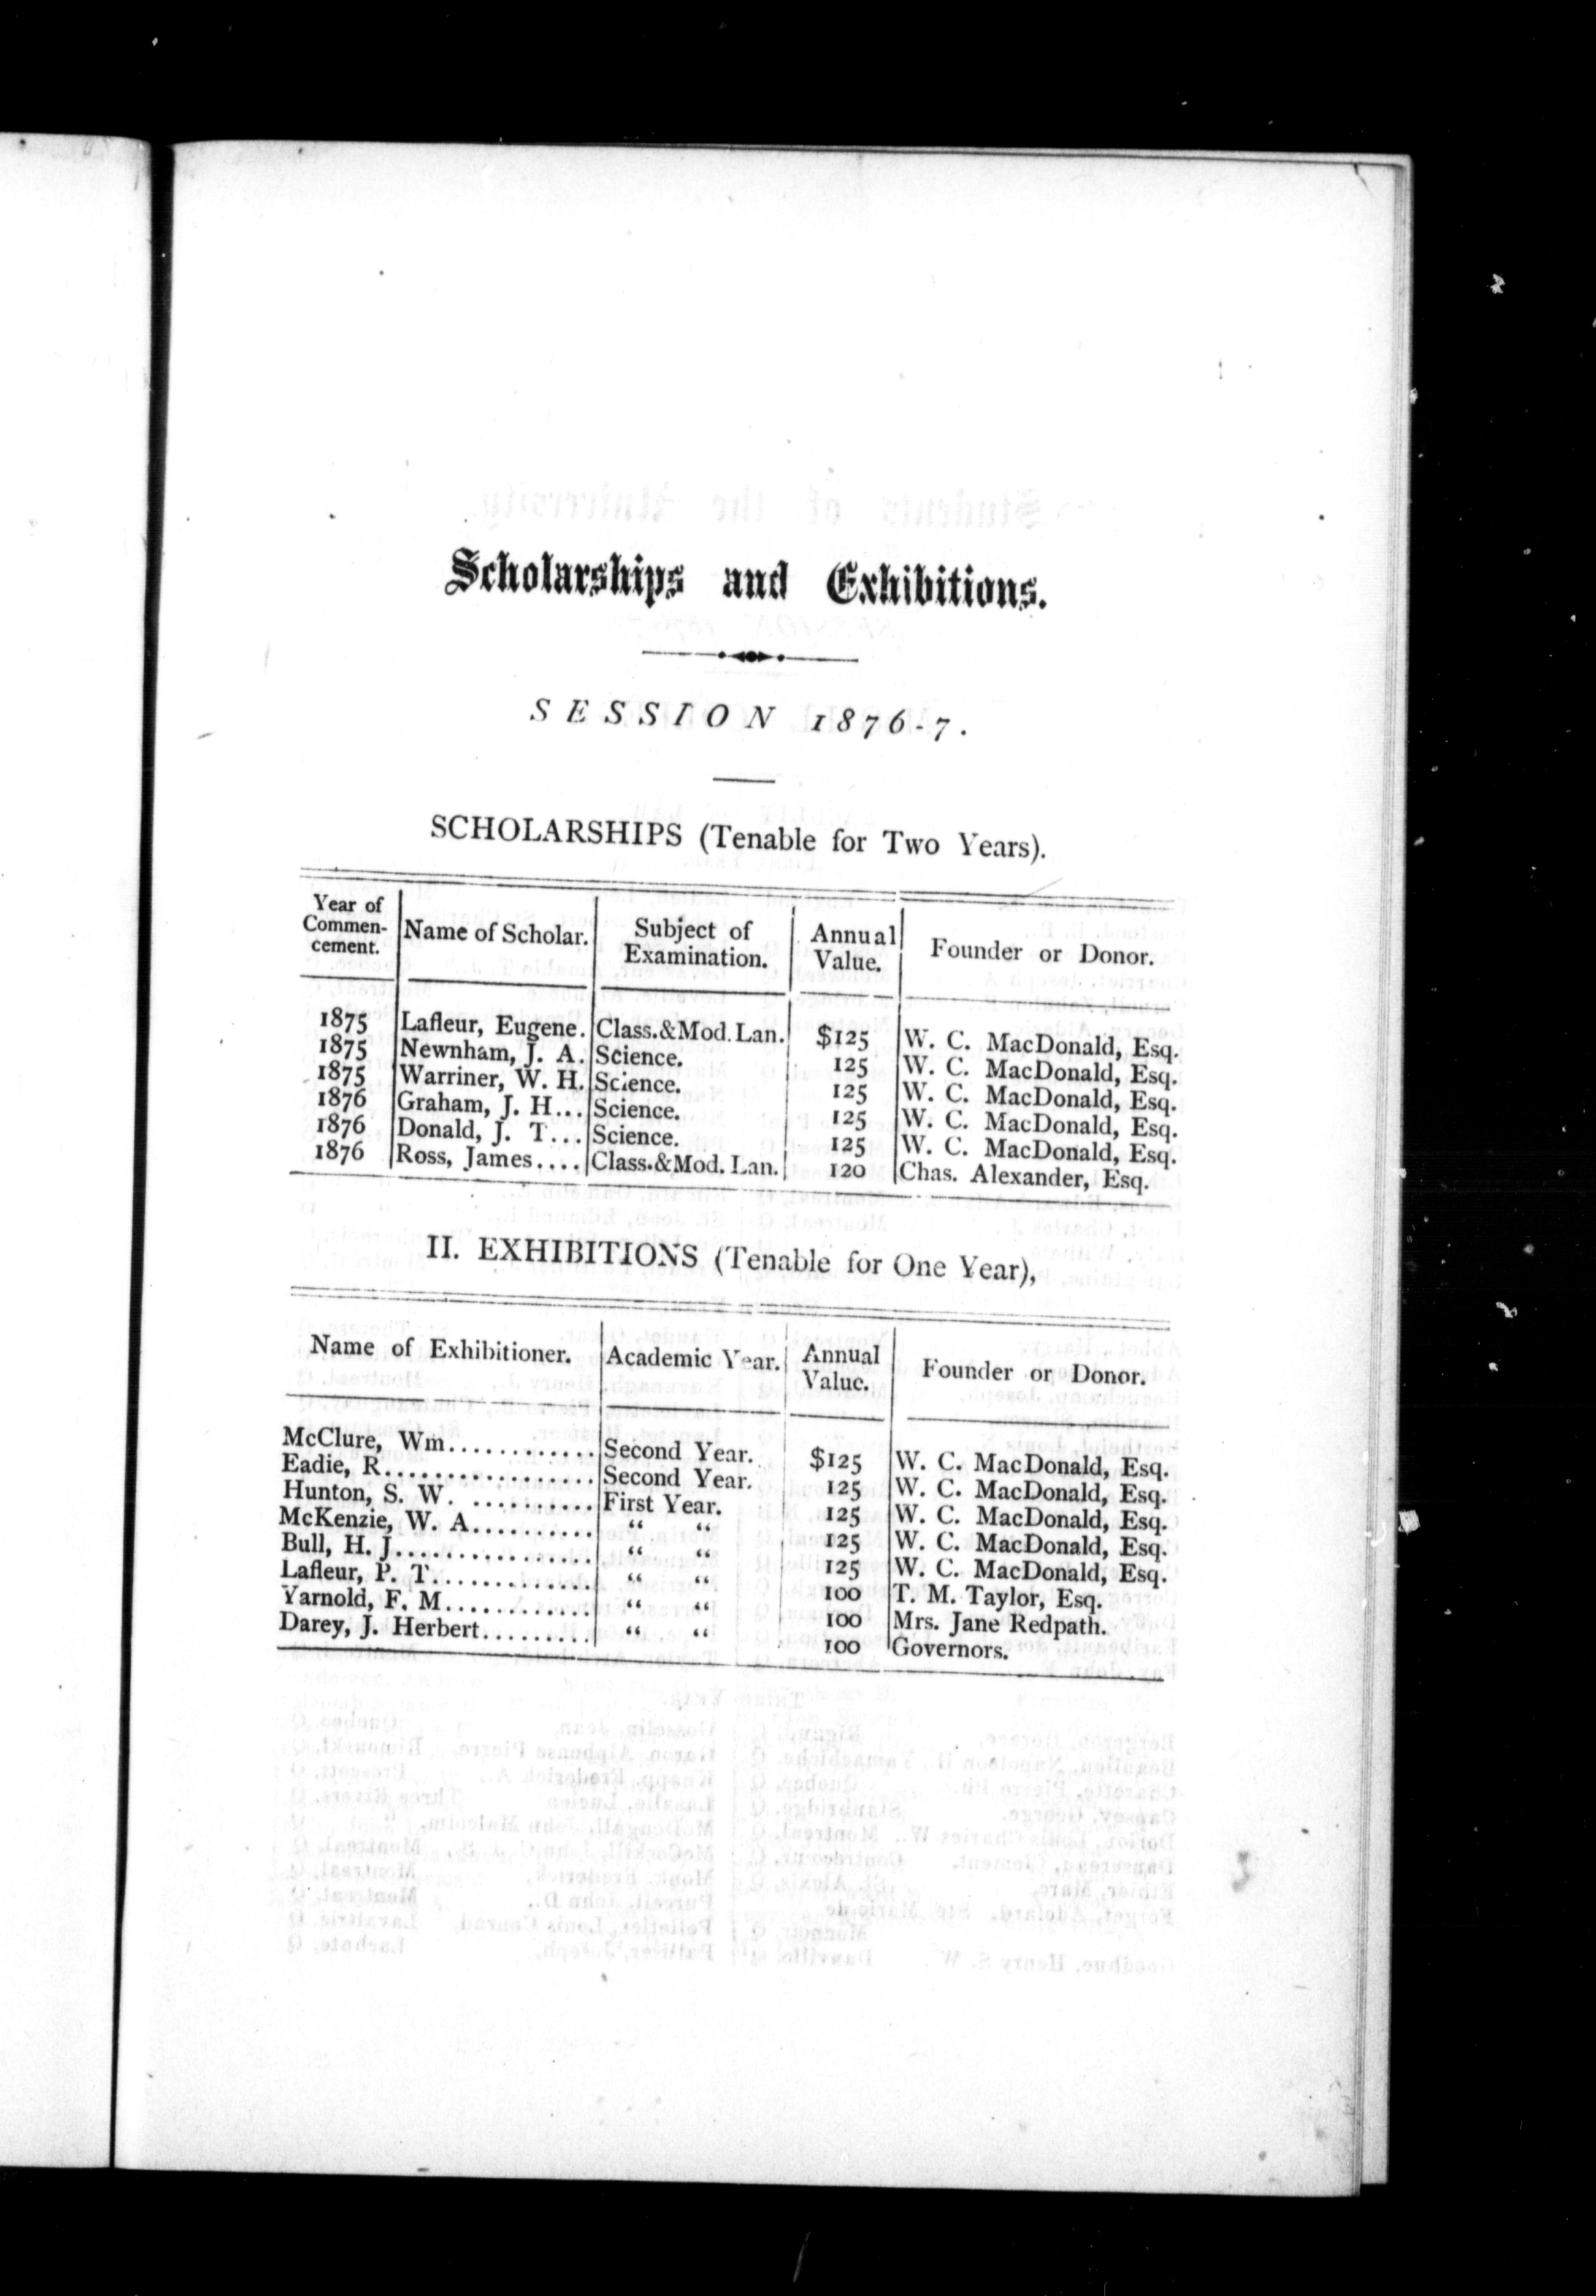 Scholarships and Exhibitions.
SESSION 1876-7.
SCHOLARSHIPS (Tenable for Two Years).
Year of Commencement. Name of Scholar. Subject of Examination. Annual Value. Founder or Donor.
1875 Lafleur, Eugene. Class.&Mod. Lan. $125 W. C. MacDonald, Esq.
1875 Newnham, J. A. Science. 125 W. C. MacDonald, Esq.
1875 Warriner, W. H. Science. 125 W. C. MacDonald, Esq.
1876 Graham, J. H... Science. 125 W. C. MacDonald, Esq.
1876 Donald, J. T... Science. 125 W. C. MacDonald, Esq.
1876 Ross, James.... Class.&Mod. Lan. 120 Chas. Alexander, Esq.
II. EXHIBITIONS (Tenable for One Year),
Name of Exhibitioner. Academic Year. Annual Value. Founder or Donor.
McClure, Wm............ Second Year. $125 W. C. MacDonald, Esq.
Eadie, R................. Second Year. 125 W. C. MacDonald, Esq.
Hunton, S. W. .......... First Year. 125 W. C. MacDonald, Esq.
McKenzie, W. A.......... “ “ 125 W. C. MacDonald, Esq.
Bull, H. J................ “ “ 125 W. C. MacDonald, Esq.
Lafleur, P. T............. “ “ 100 T. M. Taylor, Esq.
Yarnold, F. M............ “ “ 100 Mrs. Jane Redpath.
Darey, J. Herbert......... “ “ 100 Governors.